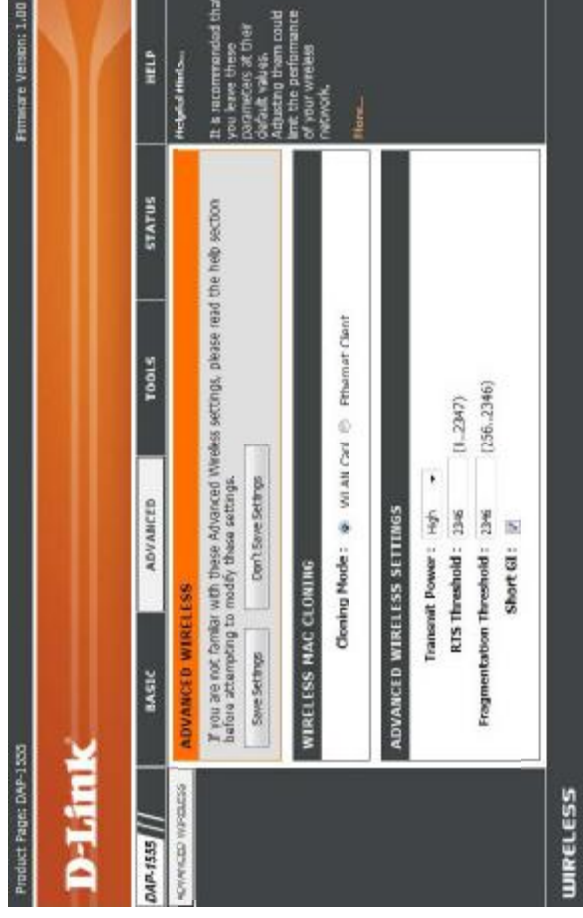 Product Page: DAP-1555
Firmware Version: 1.00
D-Link
DAP-1555
BASIC
ADVANCED
TOOLS
STATUS
HELP
ADVANCED WIRELESS
ADVANCED WIRELESS
If you are not familiar with these Advanced Wireless settings, please read the help section
before attempting to modify these settings.
Save Settings
Don't Save Settings
WIRELESS MAC CLONING
Cloning Mode : WLAN Card Ethernet Client
ADVANCED WIRELESS SETTINGS
Transmit Power : High
RTS Threshold : 2346 (1..2347)
Fragmentation Threshold : 2346 (256..2346)
Short GI :
Helpful Hints...
It is recommended that
you leave these
parameters at their
default values.
Adjusting them could
limit the performance
of your wireless
network.
More...
WIRELESS